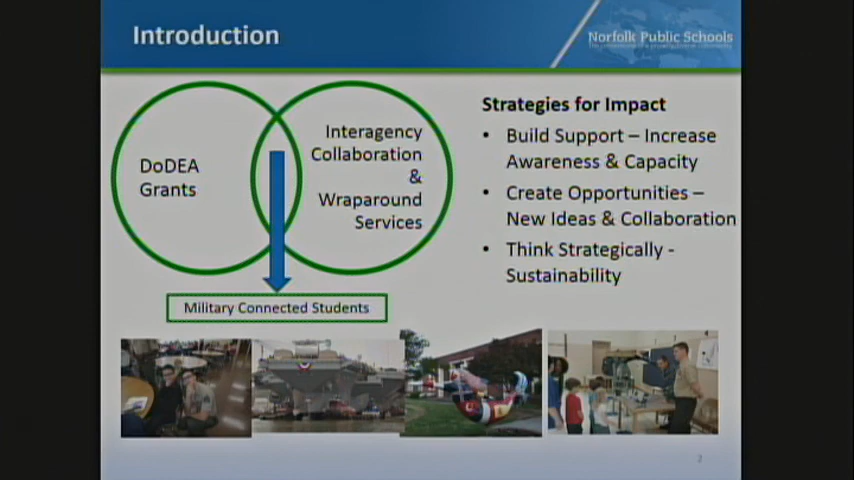 Introduction
Norfolk Public Schools
DoDEA
Grants
Interagency
Collaboration
&
Wraparound
Services
Military Connected Students
Strategies for Impact
• Build Support – Increase
Awareness & Capacity
• Create Opportunities –
New Ideas & Collaboration
• Think Strategically -
Sustainability
2